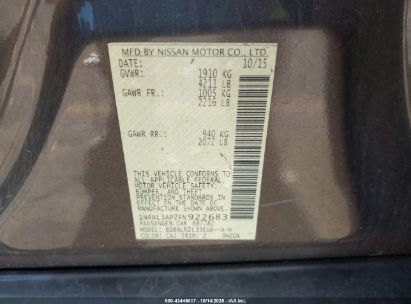 MFD BY NISSAN MOTOR CO., LTD.
10/15
GVWR: 1910 KG
4211 LB
GAWR FR.: 1005 KG
2216 LB
GAWR RR.: 940 KG
2072 LB
THIS VEHICLE CONFORMS TO ALL
APPLICABLE FEDERAL
MOTOR VEHICLE SAFETY,
BUMPER, AND THEFT
PREVENTION STANDARDS IN EFFECT
ON THE DATE OF MANUFACTURE
SHOWN ABOVE.
1N4AL3AP2FN922683
PASSENGER CAR
MODEL:
COLOR: CAJ TRIM: 2